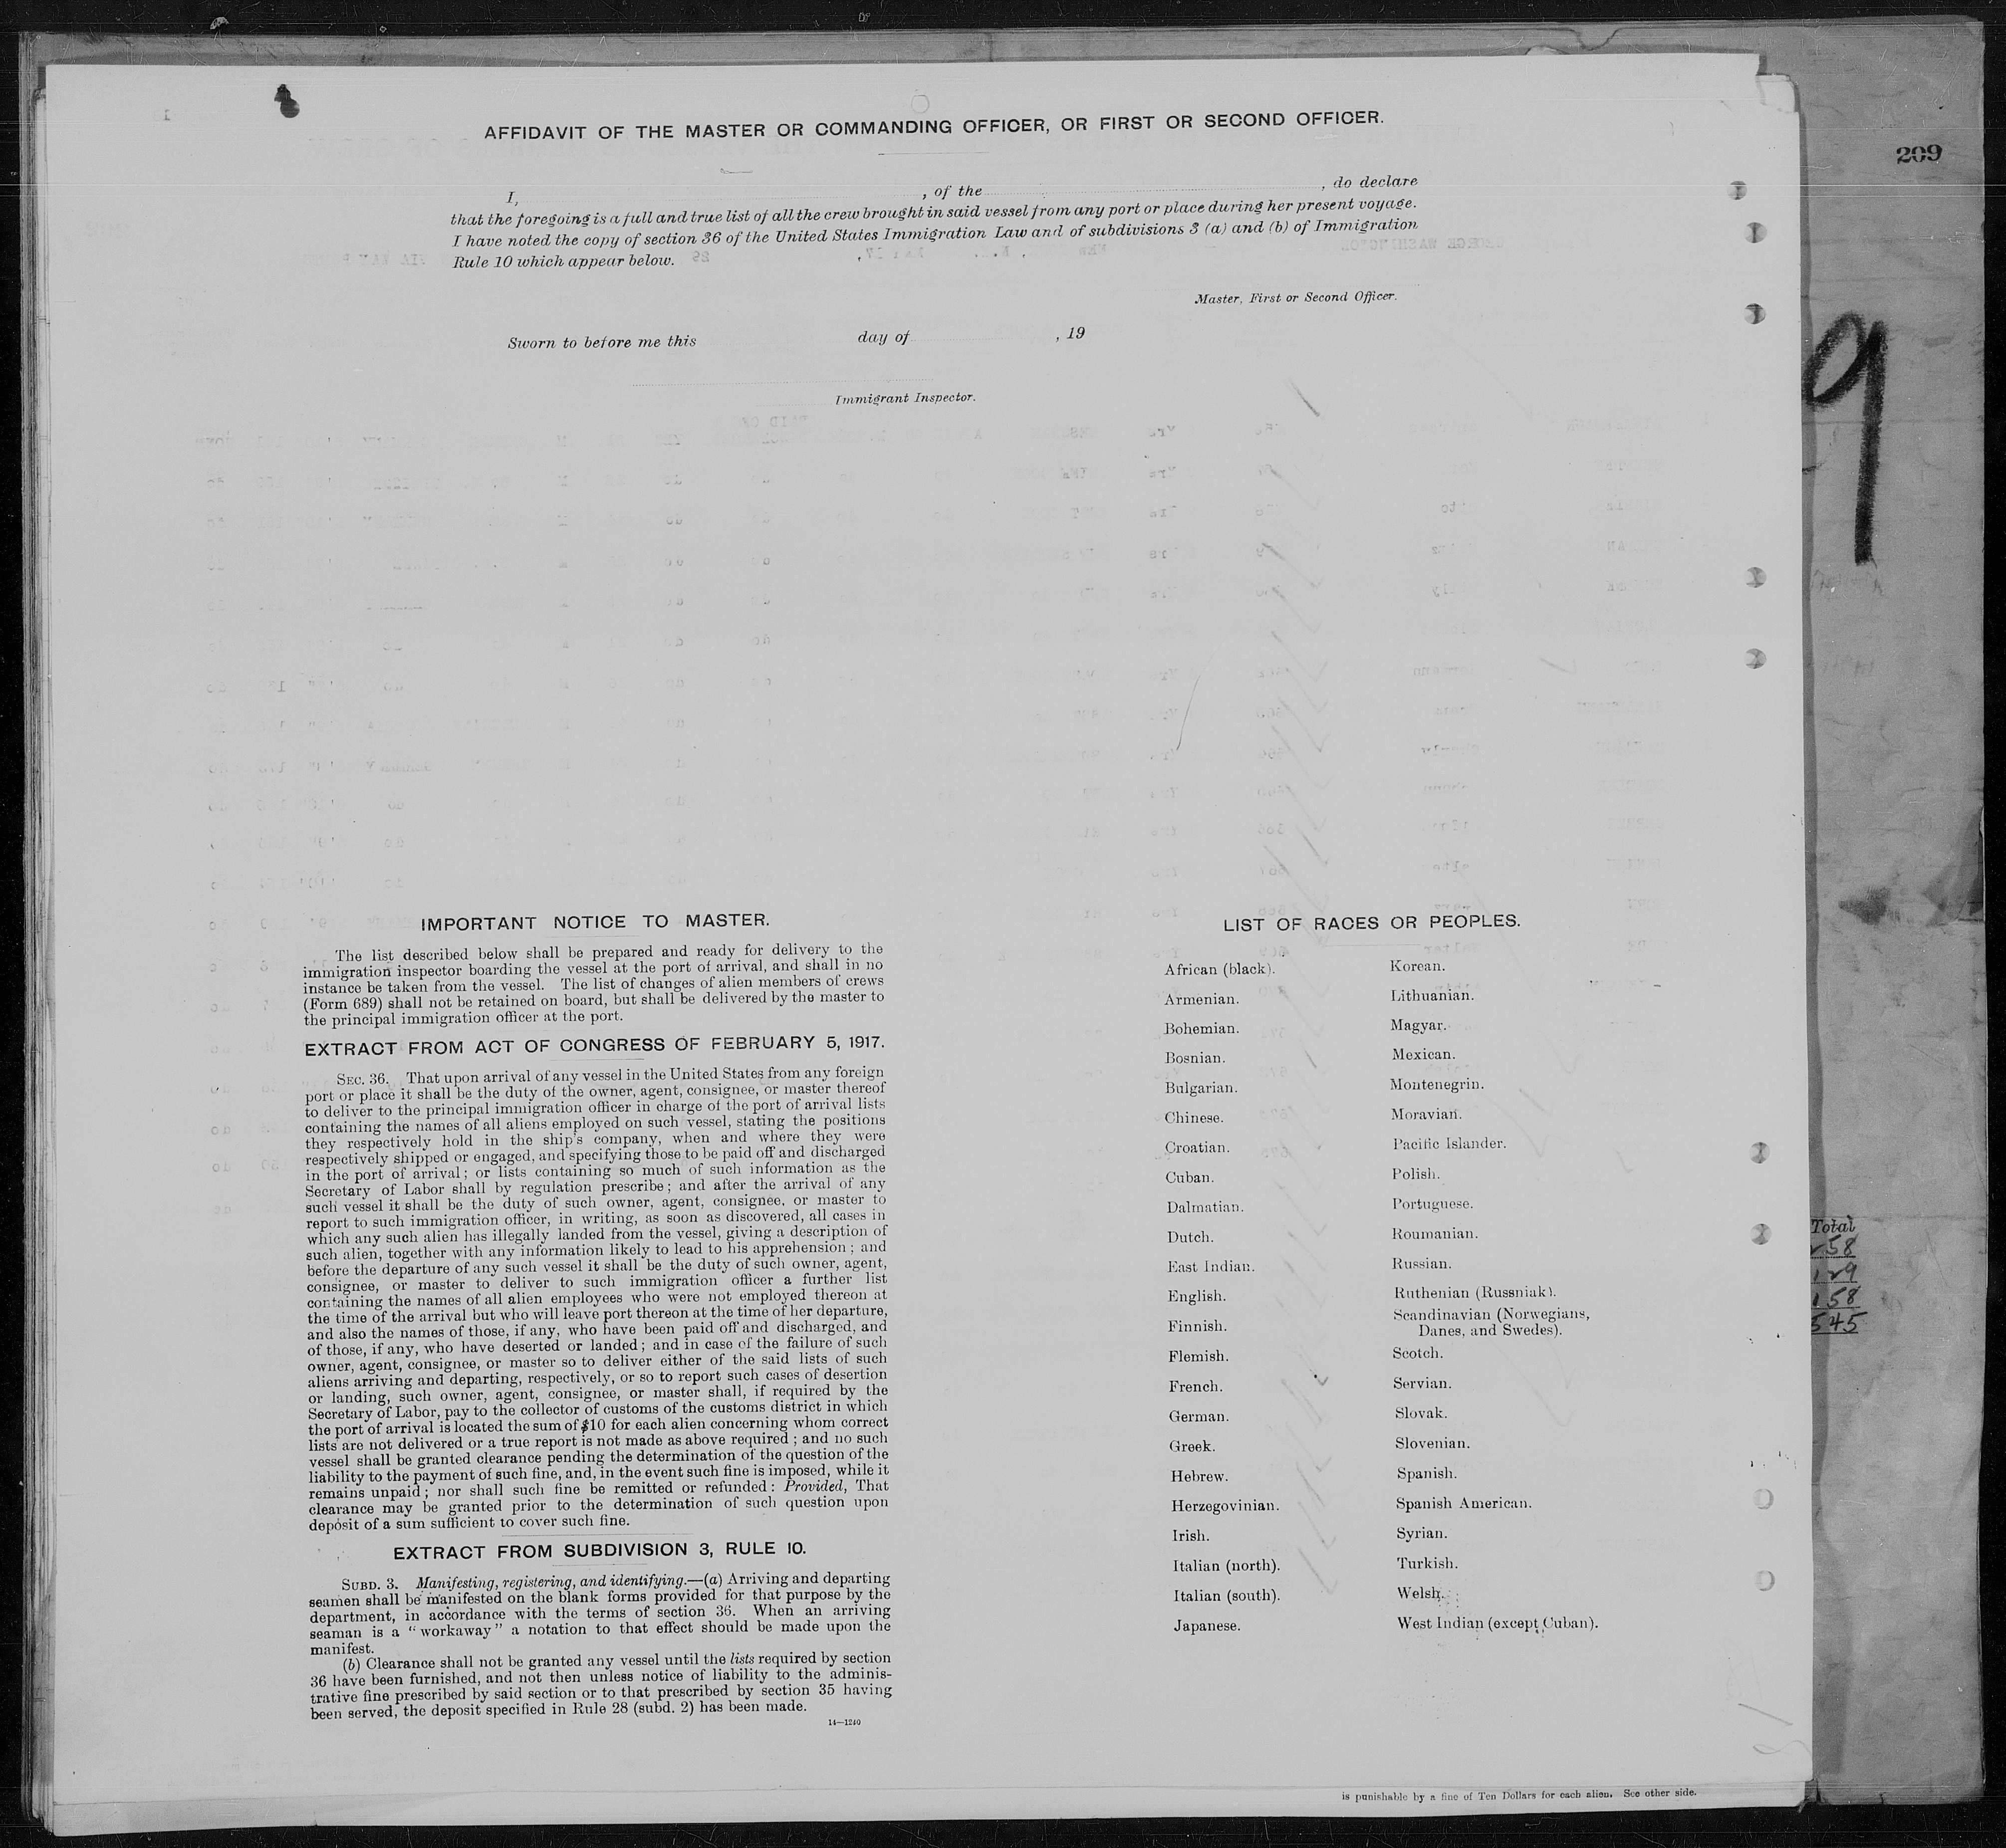 AFFIDAVIT OF THE MASTER OR COMMANDING OFFICER, OR FIRST OR SECOND OFFICER.
209
I, , of the , do declare
that the foregoing is a full and true list of all the crew brought in said vessel from any port or place during her present voyage.
I have noted the copy of section 36 of the United States Immigration Law and of subdivisions 3 (a) and (b) of Immigration
Rule 10 which appear below.
Master, First or Second Officer.
Sworn to before me this day of , 19
Immigrant Inspector.
9
IMPORTANT NOTICE TO MASTER.
The list described below shall be prepared and ready for delivery to the
immigration inspector boarding the vessel at the port of arrival, and shall in no
instance be taken from the vessel. The list of changes of alien members of crews
(Form 689) shall not be retained on board, but shall be delivered by the master to
the principal immigration officer at the port.
EXTRACT FROM ACT OF CONGRESS OF FEBRUARY 5, 1917.
SEC. 36. That upon arrival of any vessel in the United States from any foreign
port or place it shall be the duty of the owner, agent, consignee, or master thereof
to deliver to the principal immigration officer in charge of the port of arrival lists
containing the names of all aliens employed on such vessel, stating the positions
they respectively hold in the ship's company, when and where they were
respectively shipped or engaged, and specifying those to be paid off and discharged
in the port of arrival; or lists containing so much of such information as the
Secretary of Labor shall by regulation prescribe; and after the arrival of any
such vessel it shall be the duty of such owner, agent, consignee, or master to
report to such immigration officer, in writing, as soon as discovered, all cases in
which any such alien has illegally landed from the vessel, giving a description of
such alien, together with any information likely to lead to his apprehension; and
before the departure of any such vessel it shall be the duty of such owner, agent,
consignee, or master to deliver to such immigration officer a further list
containing the names of all alien employees who were not employed thereon at
the time of the arrival but who will leave port thereon at the time of her departure,
and also the names of those, if any, who have been paid off and discharged, and
of those, if any, who have deserted or landed; and in case of the failure of such
owner, agent, consignee, or master so to deliver either of the said lists of such
aliens arriving and departing, respectively, or so to report such cases of desertion
or landing, such owner, agent, consignee, or master shall, if required by the
Secretary of Labor, pay to the collector of customs of the customs district in which
the port of arrival is located the sum of $10 for each alien concerning whom correct
lists are not delivered or a true report is not made as above required; and no such
vessel shall be granted clearance pending the determination of the question of the
liability to the payment of such fine, and, in the event such fine is imposed, while it
remains unpaid; nor shall such fine be remitted or refunded: Provided, That
clearance may be granted prior to the determination of such question upon
deposit of a sum sufficient to cover such fine.
EXTRACT FROM SUBDIVISION 3, RULE 10.
SUBD. 3. Manifesting, registering, and identifying.—(a) Arriving and departing
seamen shall be manifested on the blank forms provided for that purpose by the
department, in accordance with the terms of section 36. When an arriving
seaman is a "workaway" a notation to that effect should be made upon the
manifest.
(b) Clearance shall not be granted any vessel until the lists required by section
36 have been furnished, and not then unless notice of liability to the adminis-
trative fine prescribed by said section or to that prescribed by section 35 having
been served, the deposit specified in Rule 28 (subd. 2) has been made.
14—1240
LIST OF RACES OR PEOPLES.
African (black).
Armenian.
Bohemian.
Bosnian.
Bulgarian.
Chinese.
Croatian.
Cuban.
Dalmatian.
Dutch.
East Indian.
English.
Finnish.
Flemish.
French.
German.
Greek.
Hebrew.
Herzegovinian.
Irish.
Italian (north).
Italian (south).
Japanese.
Korean.
Lithuanian.
Magyar.
Mexican.
Montenegrin.
Moravian.
Pacific Islander.
Polish.
Portuguese.
Roumanian.
Russian.
Ruthenian (Russniak).
Scandinavian (Norwegians,
Danes, and Swedes).
Scotch.
Servian.
Slovak.
Slovenian.
Spanish.
Spanish American.
Syrian.
Turkish.
Welsh.
West Indian (except Cuban).
Total
258
129
158
545
is punishable by a fine of Ten Dollars for each alien. See other side.